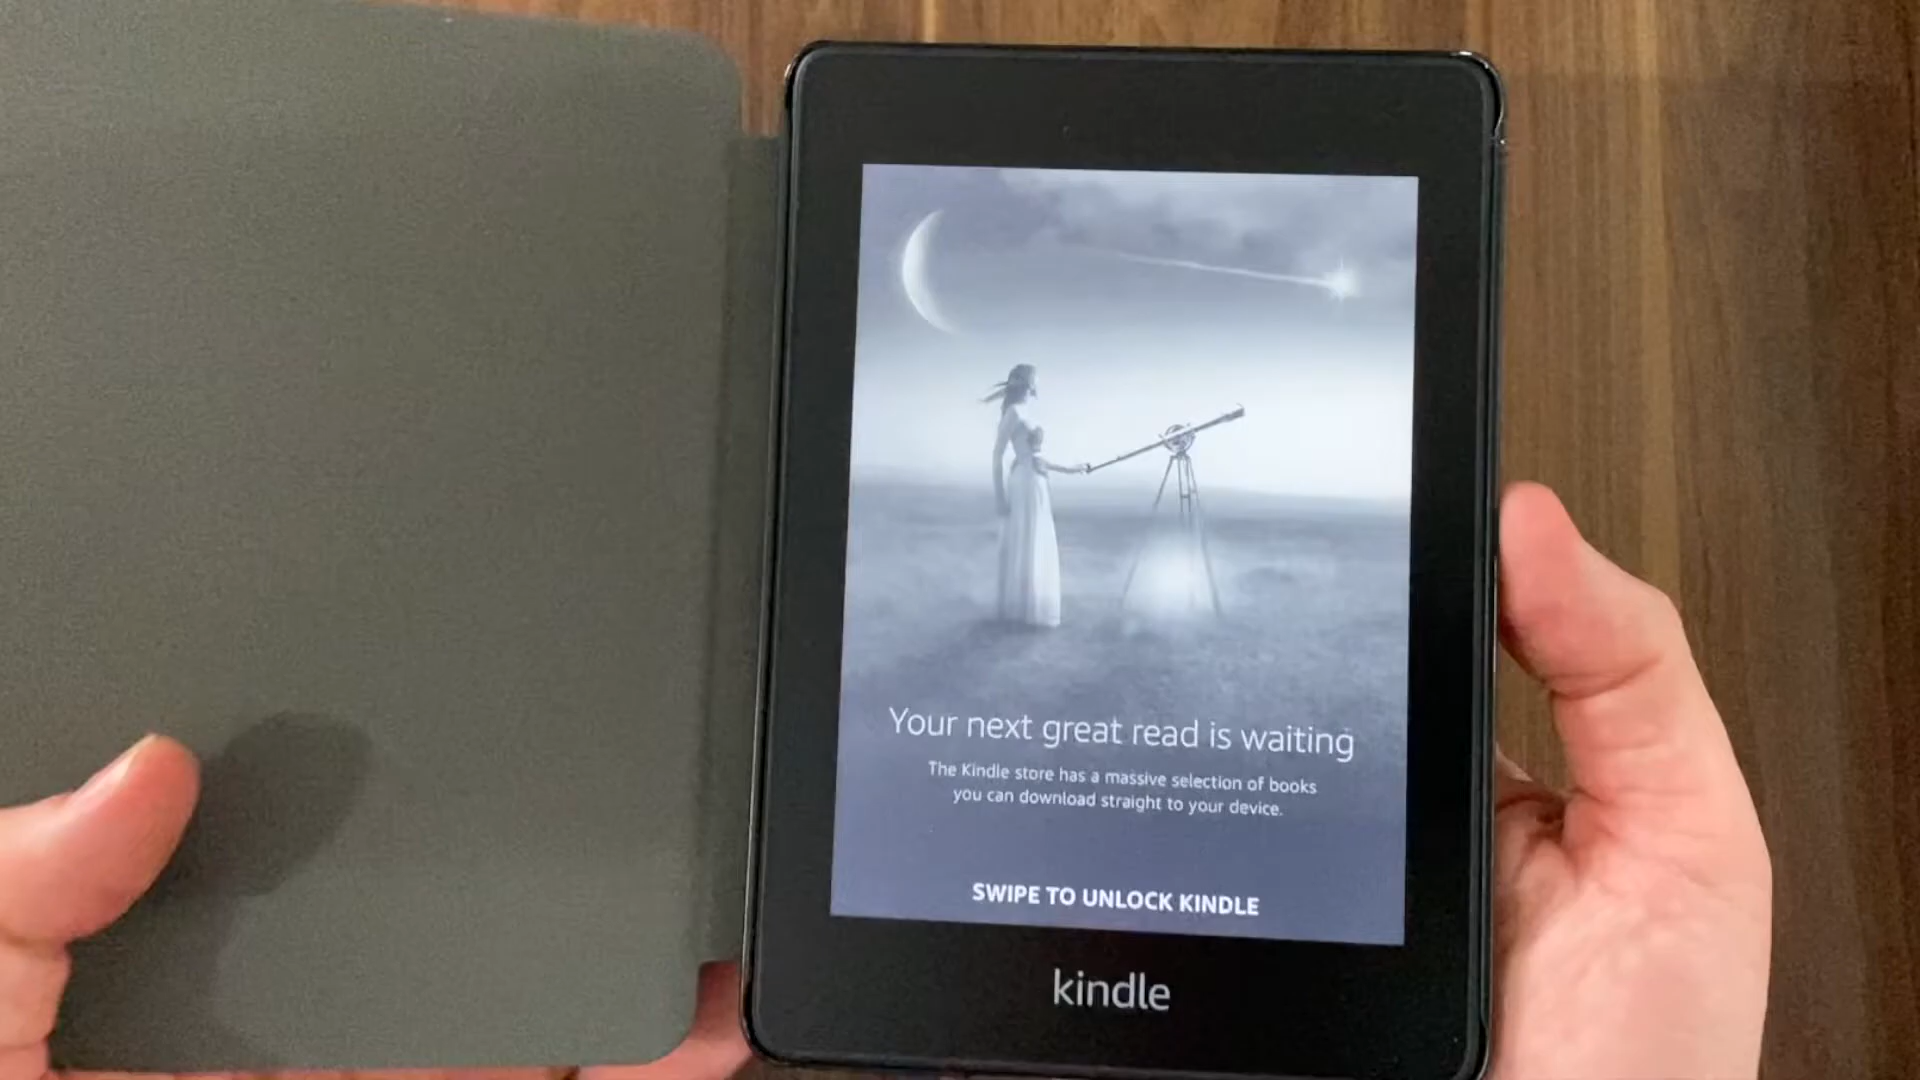 Your next great read is waiting
The Kindle store has a massive selection of books
you can download straight to your device.
SWIPE TO UNLOCK KINDLE
kindle